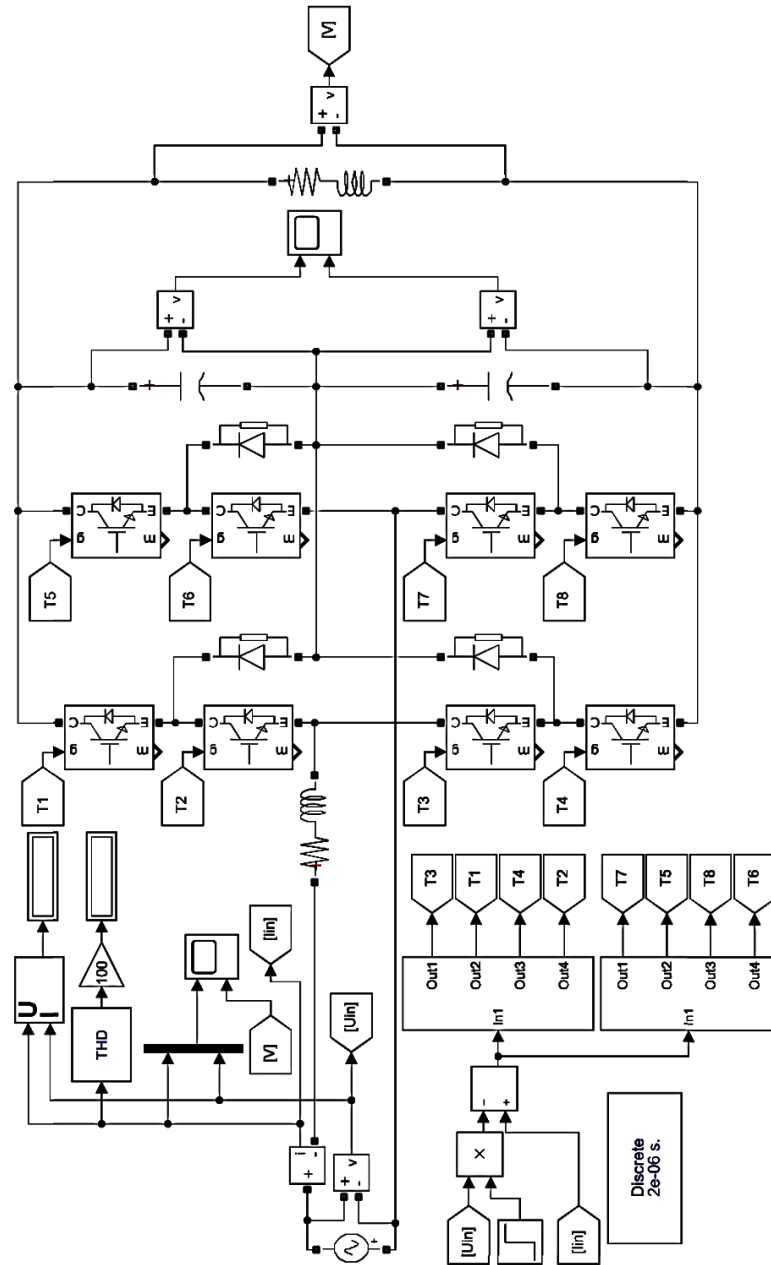 U
I
THD
100
[V]
[Iin]
[Uin]
+
i
-
+
v
-
+
T1
g
C
E
m
T2
g
C
E
m
T3
g
C
E
m
T4
g
C
E
m
T5
g
C
E
m
T6
g
C
E
m
T7
g
C
E
m
T8
g
C
E
m
+
+
v
-
+
+
v
-
+
+
v
-
[V]
[Uin]
×
[Iin]
-
+
In1
Out1
Out2
Out3
Out4
T3
T1
T4
T2
In1
Out1
Out2
Out3
Out4
T7
T5
T8
T6
Discrete
2e-06 s.